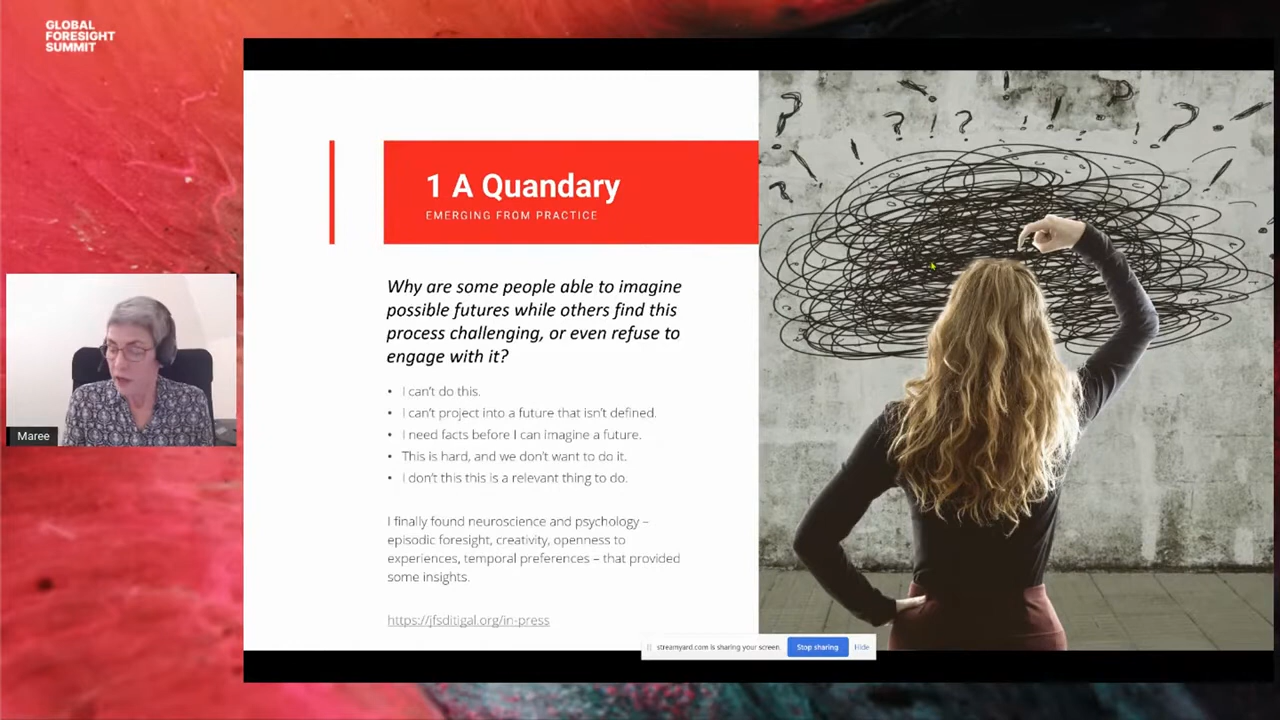 GLOBAL
FORESIGHT
SUMMIT
1 A Quandary
EMERGING FROM PRACTICE
Why are some people able to imagine
possible futures while others find this
process challenging, or even refuse to
engage with it?
• I can't do this.
• I can't project into a future that isn't defined.
• I need facts before I can imagine a future.
• This is hard, and we don't want to do it.
• I don't this this is a relevant thing to do.
I finally found neuroscience and psychology –
episodic foresight, creativity, openness to
experiences, temporal preferences – that provided
some insights.
https://jfsditigal.org/in-press
Maree
streamyard.com is sharing your screen. Stop sharing Hide